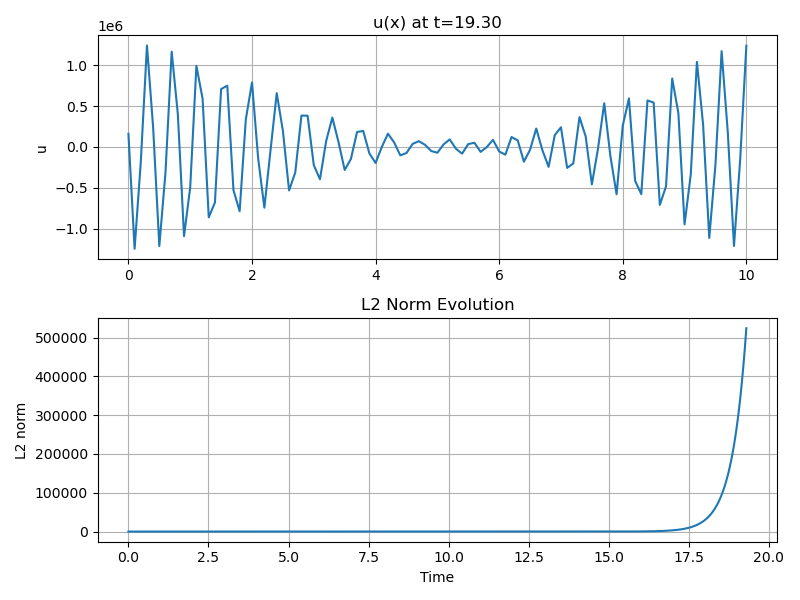 u(x) at t=19.30
1e6
1.0
0.5
0.0
−0.5
−1.0
u
0 2 4 6 8 10
L2 Norm Evolution
500000
400000
300000
200000
100000
0
L2 norm
0.0 2.5 5.0 7.5 10.0 12.5 15.0 17.5 20.0
Time